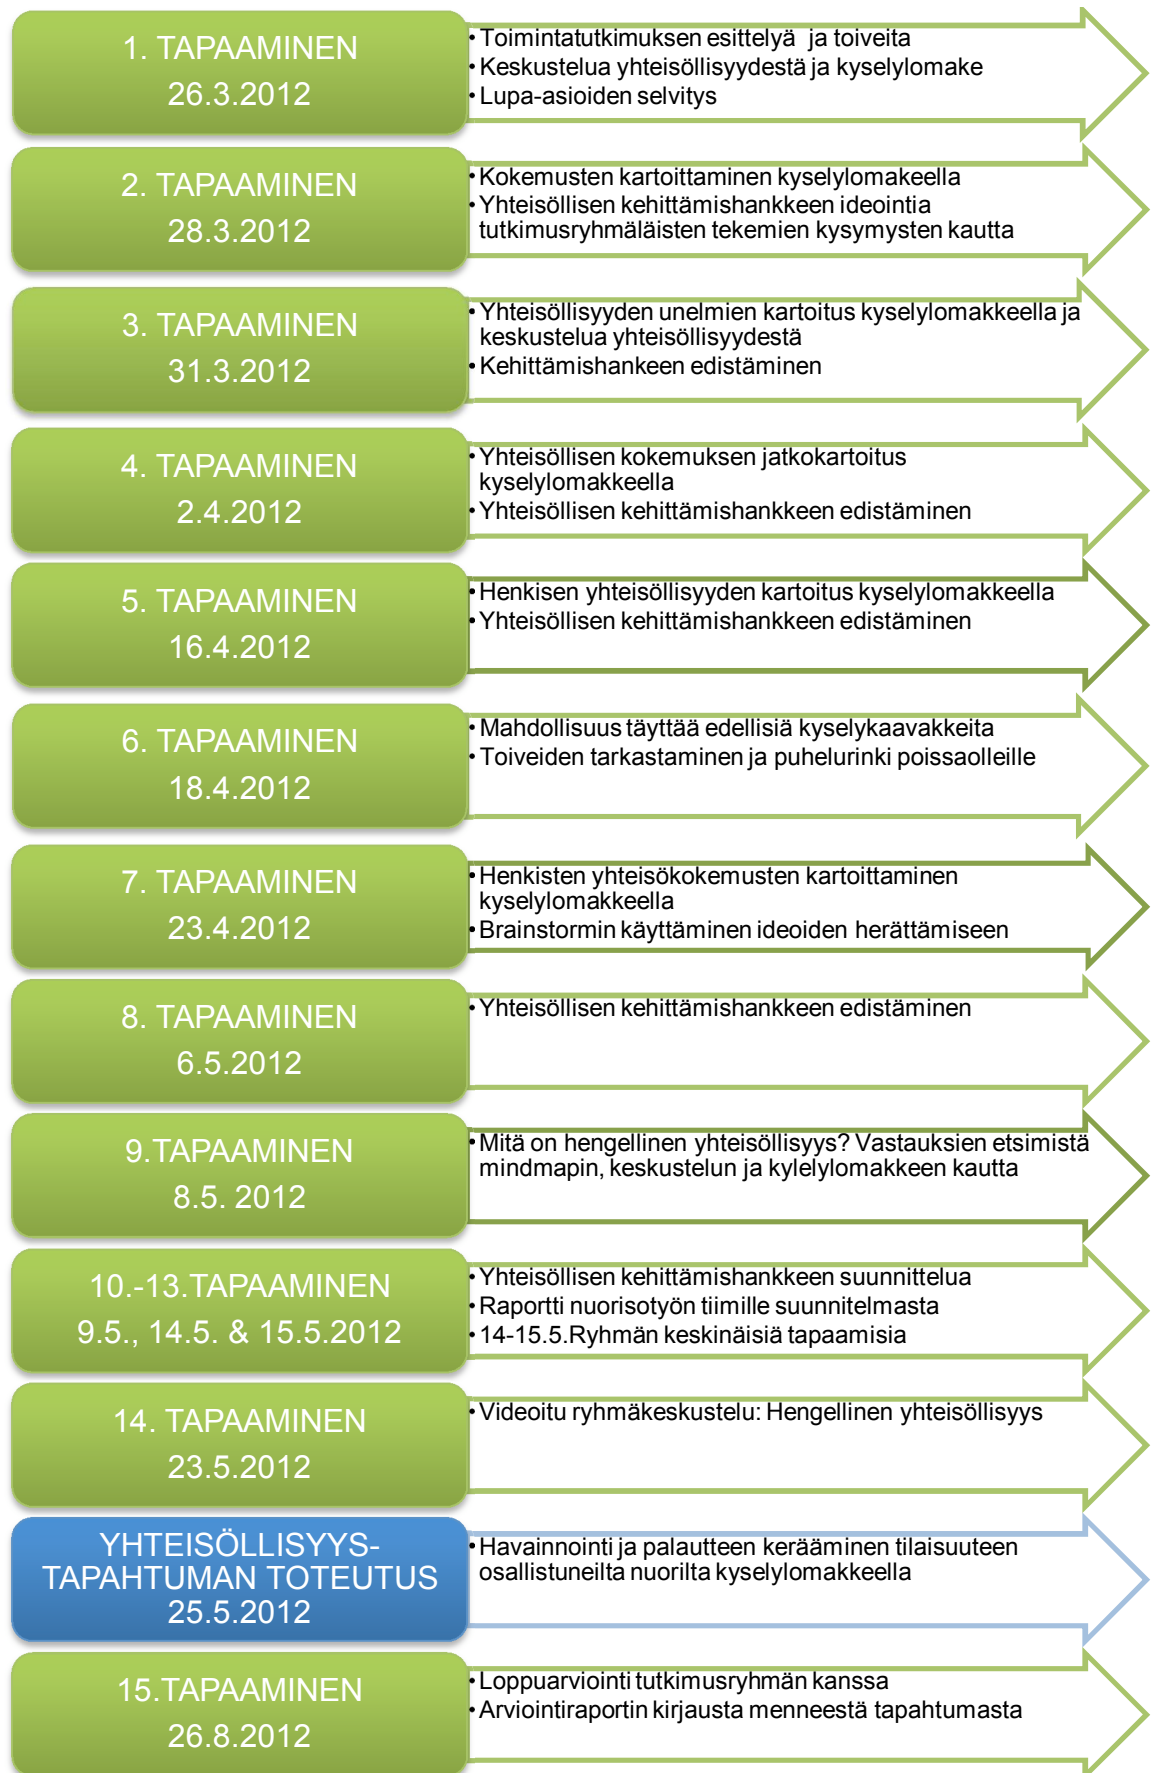 1. TAPAAMINEN
26.3.2012
• Toimintatutkimuksen esittelyä ja toiveita
• Keskustelua yhteisöllisyydestä ja kyselylomake
• Lupa-asioiden selvitys
2. TAPAAMINEN
28.3.2012
• Kokemusten kartoittaminen kyselylomakeella
• Yhteisöllisen kehittämishankkeen ideointia
tutkimusryhmäläisten tekemien kysymysten kautta
3. TAPAAMINEN
31.3.2012
• Yhteisöllisyyden unelmien kartoitus kyselylomakkeella ja
keskustelua yhteisöllisyydestä
• Kehittämishankeen edistäminen
4. TAPAAMINEN
2.4.2012
• Yhteisöllisen kokemuksen jatkokartoitus
kyselylomakkeella
• Yhteisöllisen kehittämishankkeen edistäminen
5. TAPAAMINEN
16.4.2012
• Henkisen yhteisöllisyyden kartoitus kyselylomakkeella
• Yhteisöllisen kehittämishankkeen edistäminen
6. TAPAAMINEN
18.4.2012
• Mahdollisuus täyttää edellisiä kyselykaavakkeita
• Toiveiden tarkastaminen ja puhelurinki poissaolleille
7. TAPAAMINEN
23.4.2012
• Henkisten yhteisökokemusten kartoittaminen
kyselylomakkeella
• Brainstormin käyttäminen ideoiden herättämiseen
8. TAPAAMINEN
6.5.2012
• Yhteisöllisen kehittämishankkeen edistäminen
9.TAPAAMINEN
8.5. 2012
• Mitä on hengellinen yhteisöllisyys? Vastauksien etsimistä
mindmapin, keskustelun ja kylelylomakkeen kautta
10.-13.TAPAAMINEN
9.5., 14.5. & 15.5.2012
• Yhteisöllisen kehittämishankkeen suunnittelua
• Raportti nuorisotyön tiimille suunnitelmasta
• 14-15.5.Ryhmän keskinäisiä tapaamisia
14. TAPAAMINEN
23.5.2012
• Videoitu ryhmäkeskustelu: Hengellinen yhteisöllisyys
YHTEISÖLLISYYS-
TAPAHTUMAN TOTEUTUS
25.5.2012
• Havainnointi ja palautteen kerääminen tilaisuuteen
osallistuneilta nuorilta kyselylomakkeella
15.TAPAAMINEN
26.8.2012
• Loppuarviointi tutkimusryhmän kanssa
• Arviointiraportin kirjausta menneestä tapahtumasta